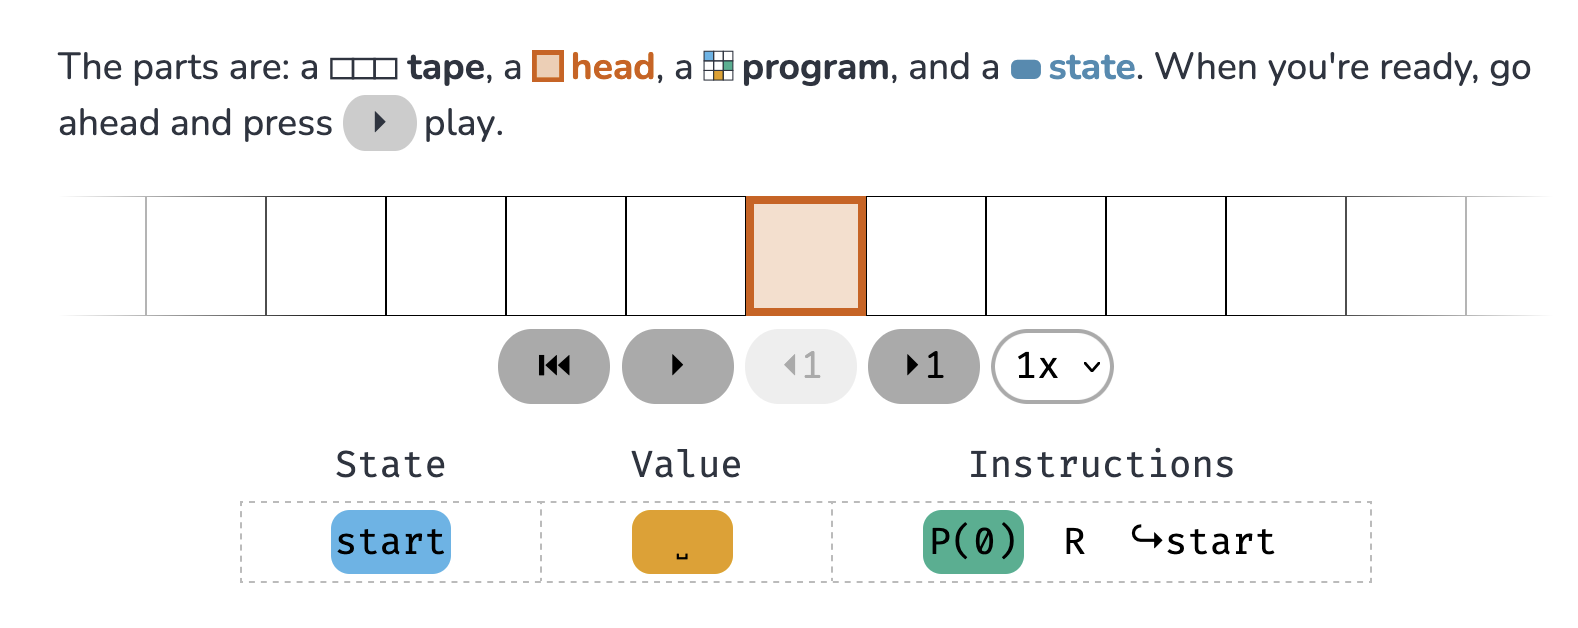 The parts are: a tape, a head, a program, and a state. When you're ready, go
ahead and press play.
1 1 1x
State Value Instructions
start ␣ P(0) R ↪start